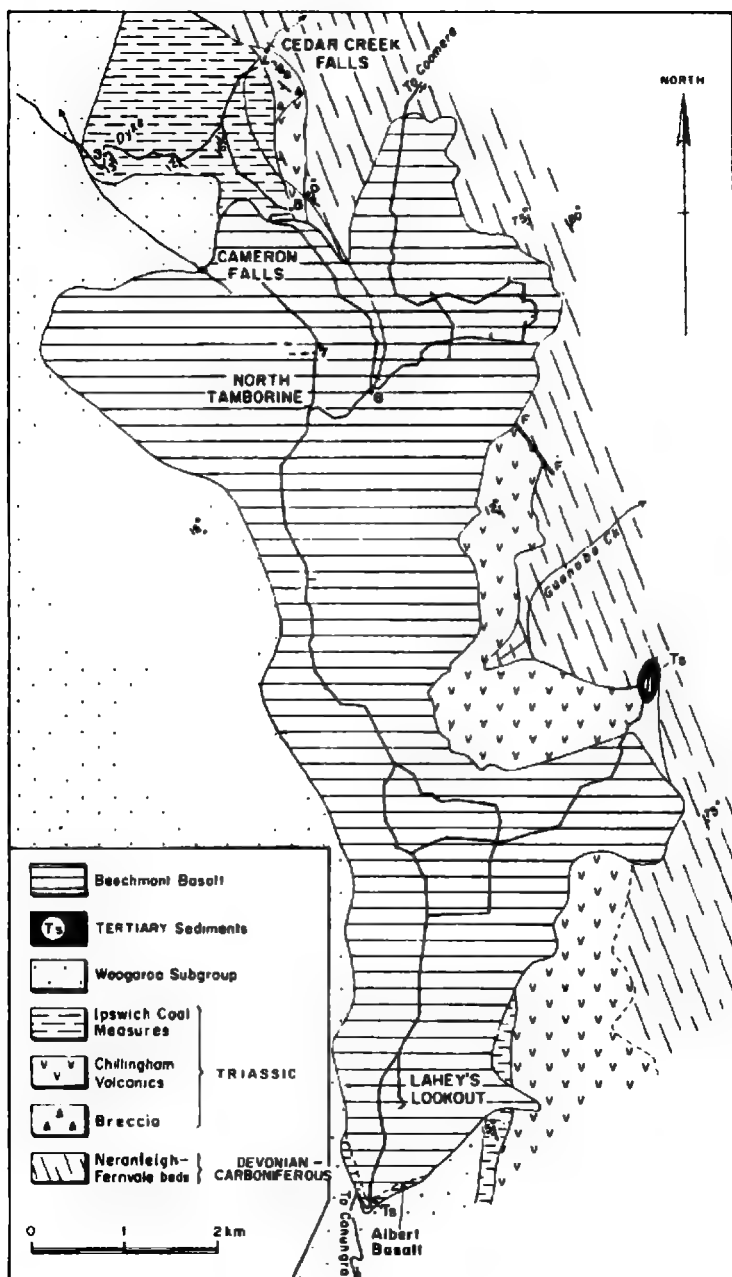 CEDAR CREEK
FALLS
To Coomera
NORTH
Dyke
CAMERON
FALLS
NORTH
TAMBORINE
F
F
Guanaba Ck.
Ts
LAHEY'S
LOOKOUT
Ts
Albert
Basalt
To Canungra
Beechmont Basalt
Ts TERTIARY Sediments
Woogaroo Subgroup
Ipswich Coal
Measures
Chillingham
Volcanics
TRIASSIC
Breccia
Neranleigh-
Fernvale beds
DEVONIAN-
CARBONIFEROUS
0 1 2 km